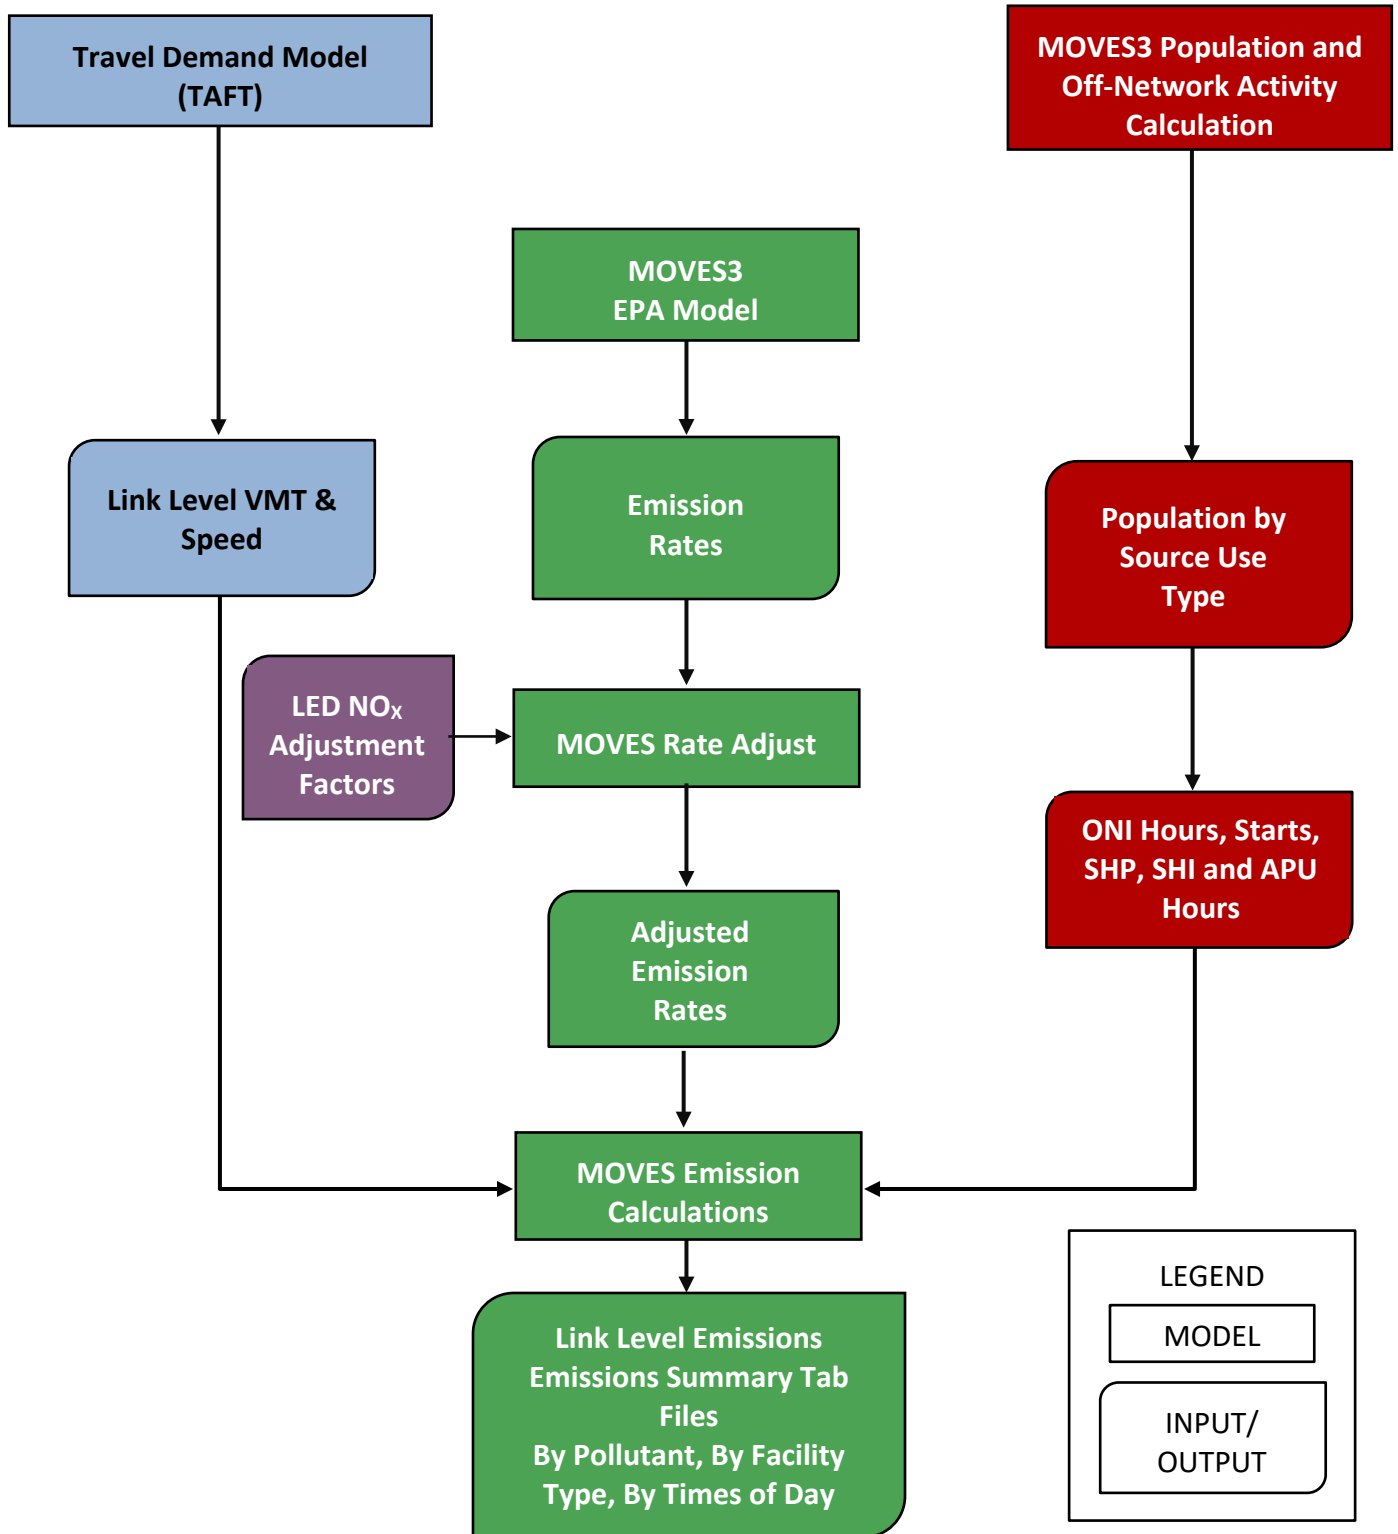 Travel Demand Model
(TAFT)
MOVES3 Population and
Off-Network Activity
Calculation
MOVES3
EPA Model
Link Level VMT &
Speed
Emission
Rates
Population by
Source Use
Type
LED NOₓ
Adjustment
Factors
MOVES Rate Adjust
ONI Hours, Starts,
SHP, SHI and APU
Hours
Adjusted
Emission
Rates
MOVES Emission
Calculations
Link Level Emissions
Emissions Summary Tab
Files
By Pollutant, By Facility
Type, By Times of Day
LEGEND
MODEL
INPUT/
OUTPUT